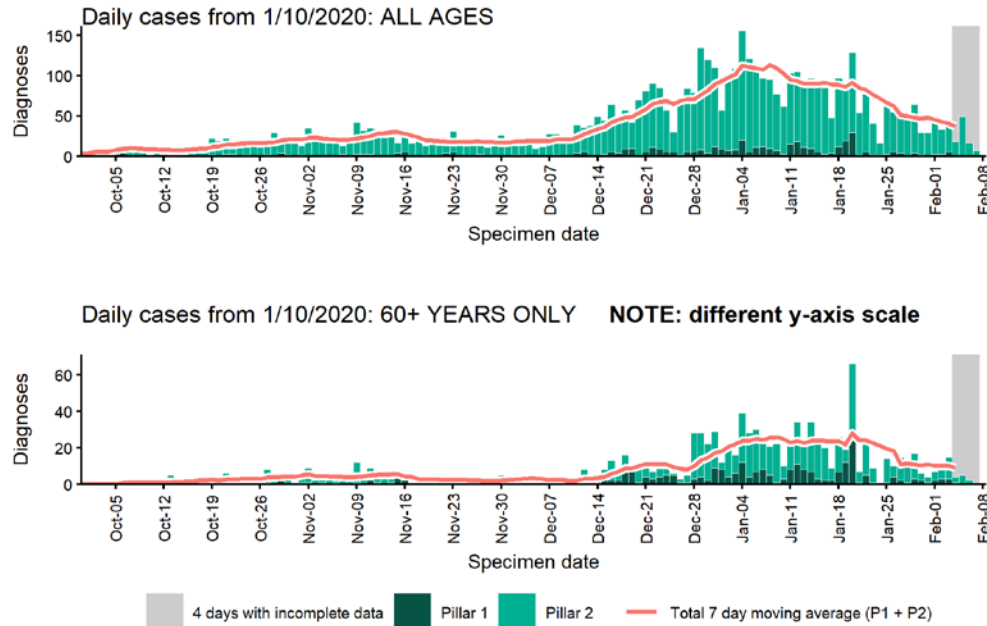 Daily cases from 1/10/2020: ALL AGES
150
100
50
0
Diagnoses
Oct-05 Oct-12 Oct-19 Oct-26 Nov-02 Nov-09 Nov-16 Nov-23 Nov-30 Dec-07 Dec-14 Dec-21 Dec-28 Jan-04 Jan-11 Jan-18 Jan-25 Feb-01 Feb-08
Specimen date
Daily cases from 1/10/2020: 60+ YEARS ONLY NOTE: different y-axis scale
60
40
20
0
Diagnoses
Oct-05 Oct-12 Oct-19 Oct-26 Nov-02 Nov-09 Nov-16 Nov-23 Nov-30 Dec-07 Dec-14 Dec-21 Dec-28 Jan-04 Jan-11 Jan-18 Jan-25 Feb-01 Feb-08
Specimen date
4 days with incomplete data Pillar 1 Pillar 2 Total 7 day moving average (P1 + P2)